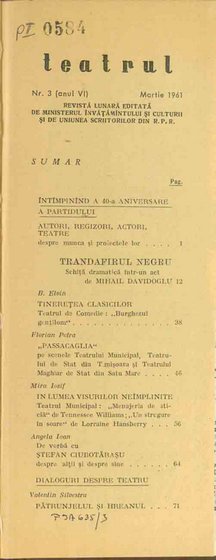 PI 0584
teatrul
Nr. 3 (anul VI) Martie 1961
REVISTĂ LUNARĂ EDITATĂ
DE MINISTERUL ÎNVĂȚĂMÎNTULUI ȘI CULTURII
ȘI DE UNIUNEA SCRIITORILOR DIN R. P. R.
SUMAR
Pag.
ÎNTÎMPINÎND A 40-a ANIVERSARE
A PARTIDULUI
AUTORI, REGIZORI, ACTORI,
TEATRE
despre munca și proiectele lor . . . . . 1
TRANDAFIRUL NEGRU
Schiță dramatică într-un act
de MIHAIL DAVIDOGLU 12
B. Elvin
TINEREȚEA CLASICILOR
Teatrul de Comedie : „Burghezul
gentilom" . . . . . 38
Florian Potra
„PASSACAGLIA"
pe scenele Teatrului Municipal, Teatru-
lui de Stat din Timișoara și Teatrului
Maghiar de Stat din Satu Mare . . . . 46
Mira Iosif
IN LUMEA VISURILOR NEÎMPLINITE
Teatrul Municipal : „Menajeria de sti-
clă" de Tennessee Williams; „Un strugure
în soare" de Lorraine Hansberry . . . 56
Angela Ioan
De vorbă cu
ȘTEFAN CIUBOTĂRAȘU
despre alții și despre sine . . . . . 64
DIALOGURI DESPRE TEATRU
Valentin Silvestru
PĂTRUNJELUL ȘI HREANUL . . . 71